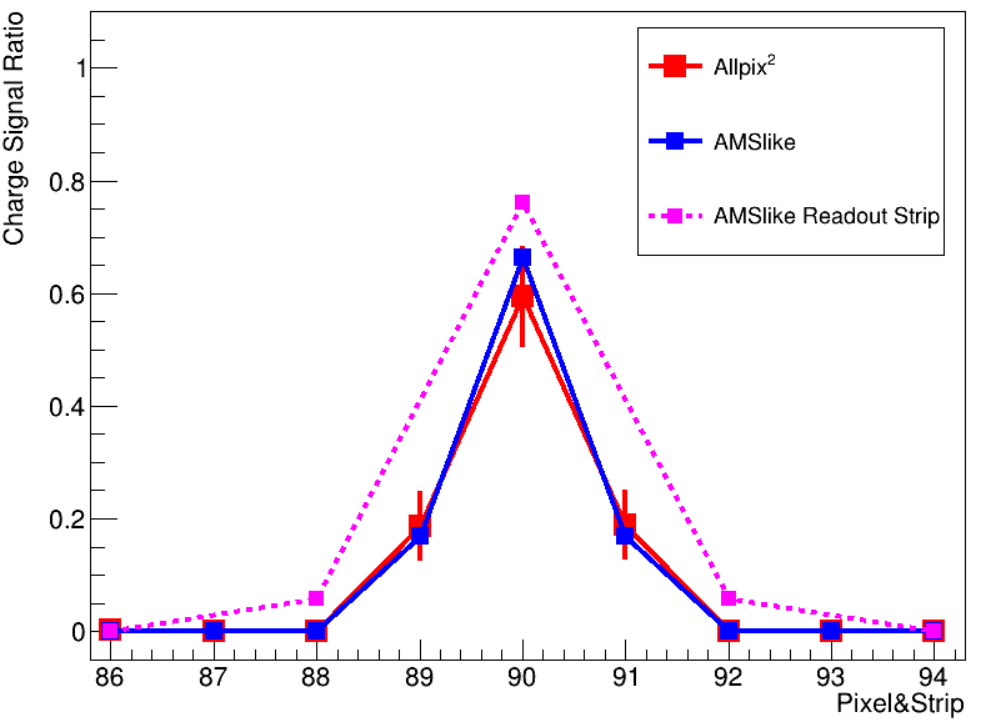 Charge Signal Ratio
1
0.8
0.6
0.4
0.2
0
Allpix²
AMSlike
AMSlike Readout Strip
86 87 88 89 90 91 92 93 94
Pixel&Strip